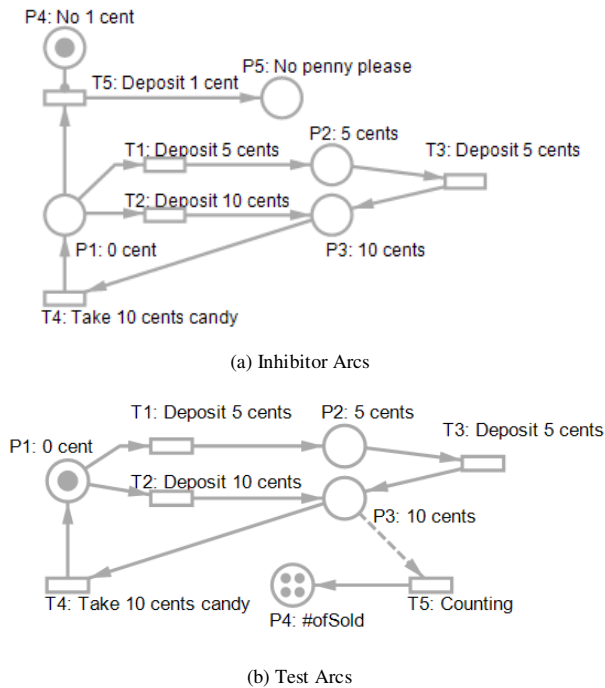 P4: No 1 cent
P5: No penny please
T5: Deposit 1 cent
P2: 5 cents
T1: Deposit 5 cents
T3: Deposit 5 cents
T2: Deposit 10 cents
P1: 0 cent
P3: 10 cents
T4: Take 10 cents candy
(a) Inhibitor Arcs
T1: Deposit 5 cents
P2: 5 cents
P1: 0 cent
T3: Deposit 5 cents
T2: Deposit 10 cents
P3: 10 cents
T4: Take 10 cents candy
T5: Counting
P4: #ofSold
(b) Test Arcs